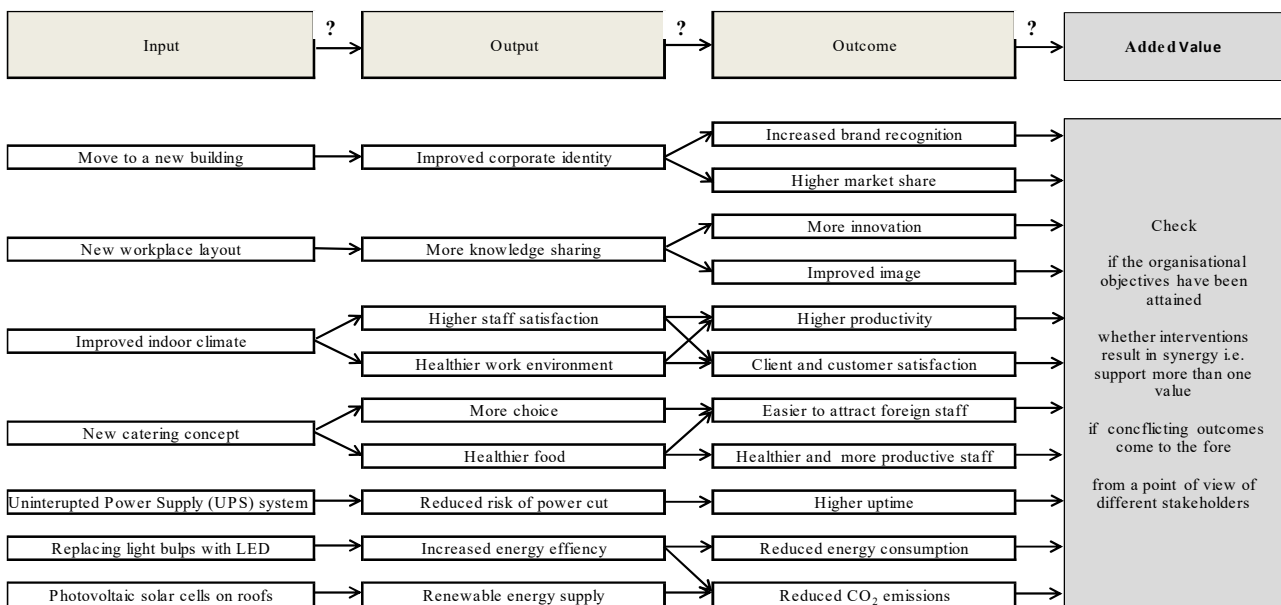 ? ? ?
Input Output Outcome Added Value
Increased brand recognition
Move to a new building Improved corporate identity
Higher market share
More innovation
New workplace layout More knowledge sharing
Improved image
Higher staff satisfaction Higher productivity
Improved indoor climate
Healthier work environment Client and customer satisfaction
More choice Easier to attract foreign staff
New catering concept
Healthier food Healthier and more productive staff
Uninterupted Power Supply (UPS) system Reduced risk of power cut Higher uptime
Replacing light bulps with LED Increased energy effiency Reduced energy consumption
Photovoltaic solar cells on roofs Renewable energy supply Reduced CO₂ emissions
Check
if the organisational
objectives have been
attained
whether interventions
result in synergy i.e.
support more than one
value
if concflicting outcomes
come to the fore
from a point of view of
different stakeholders